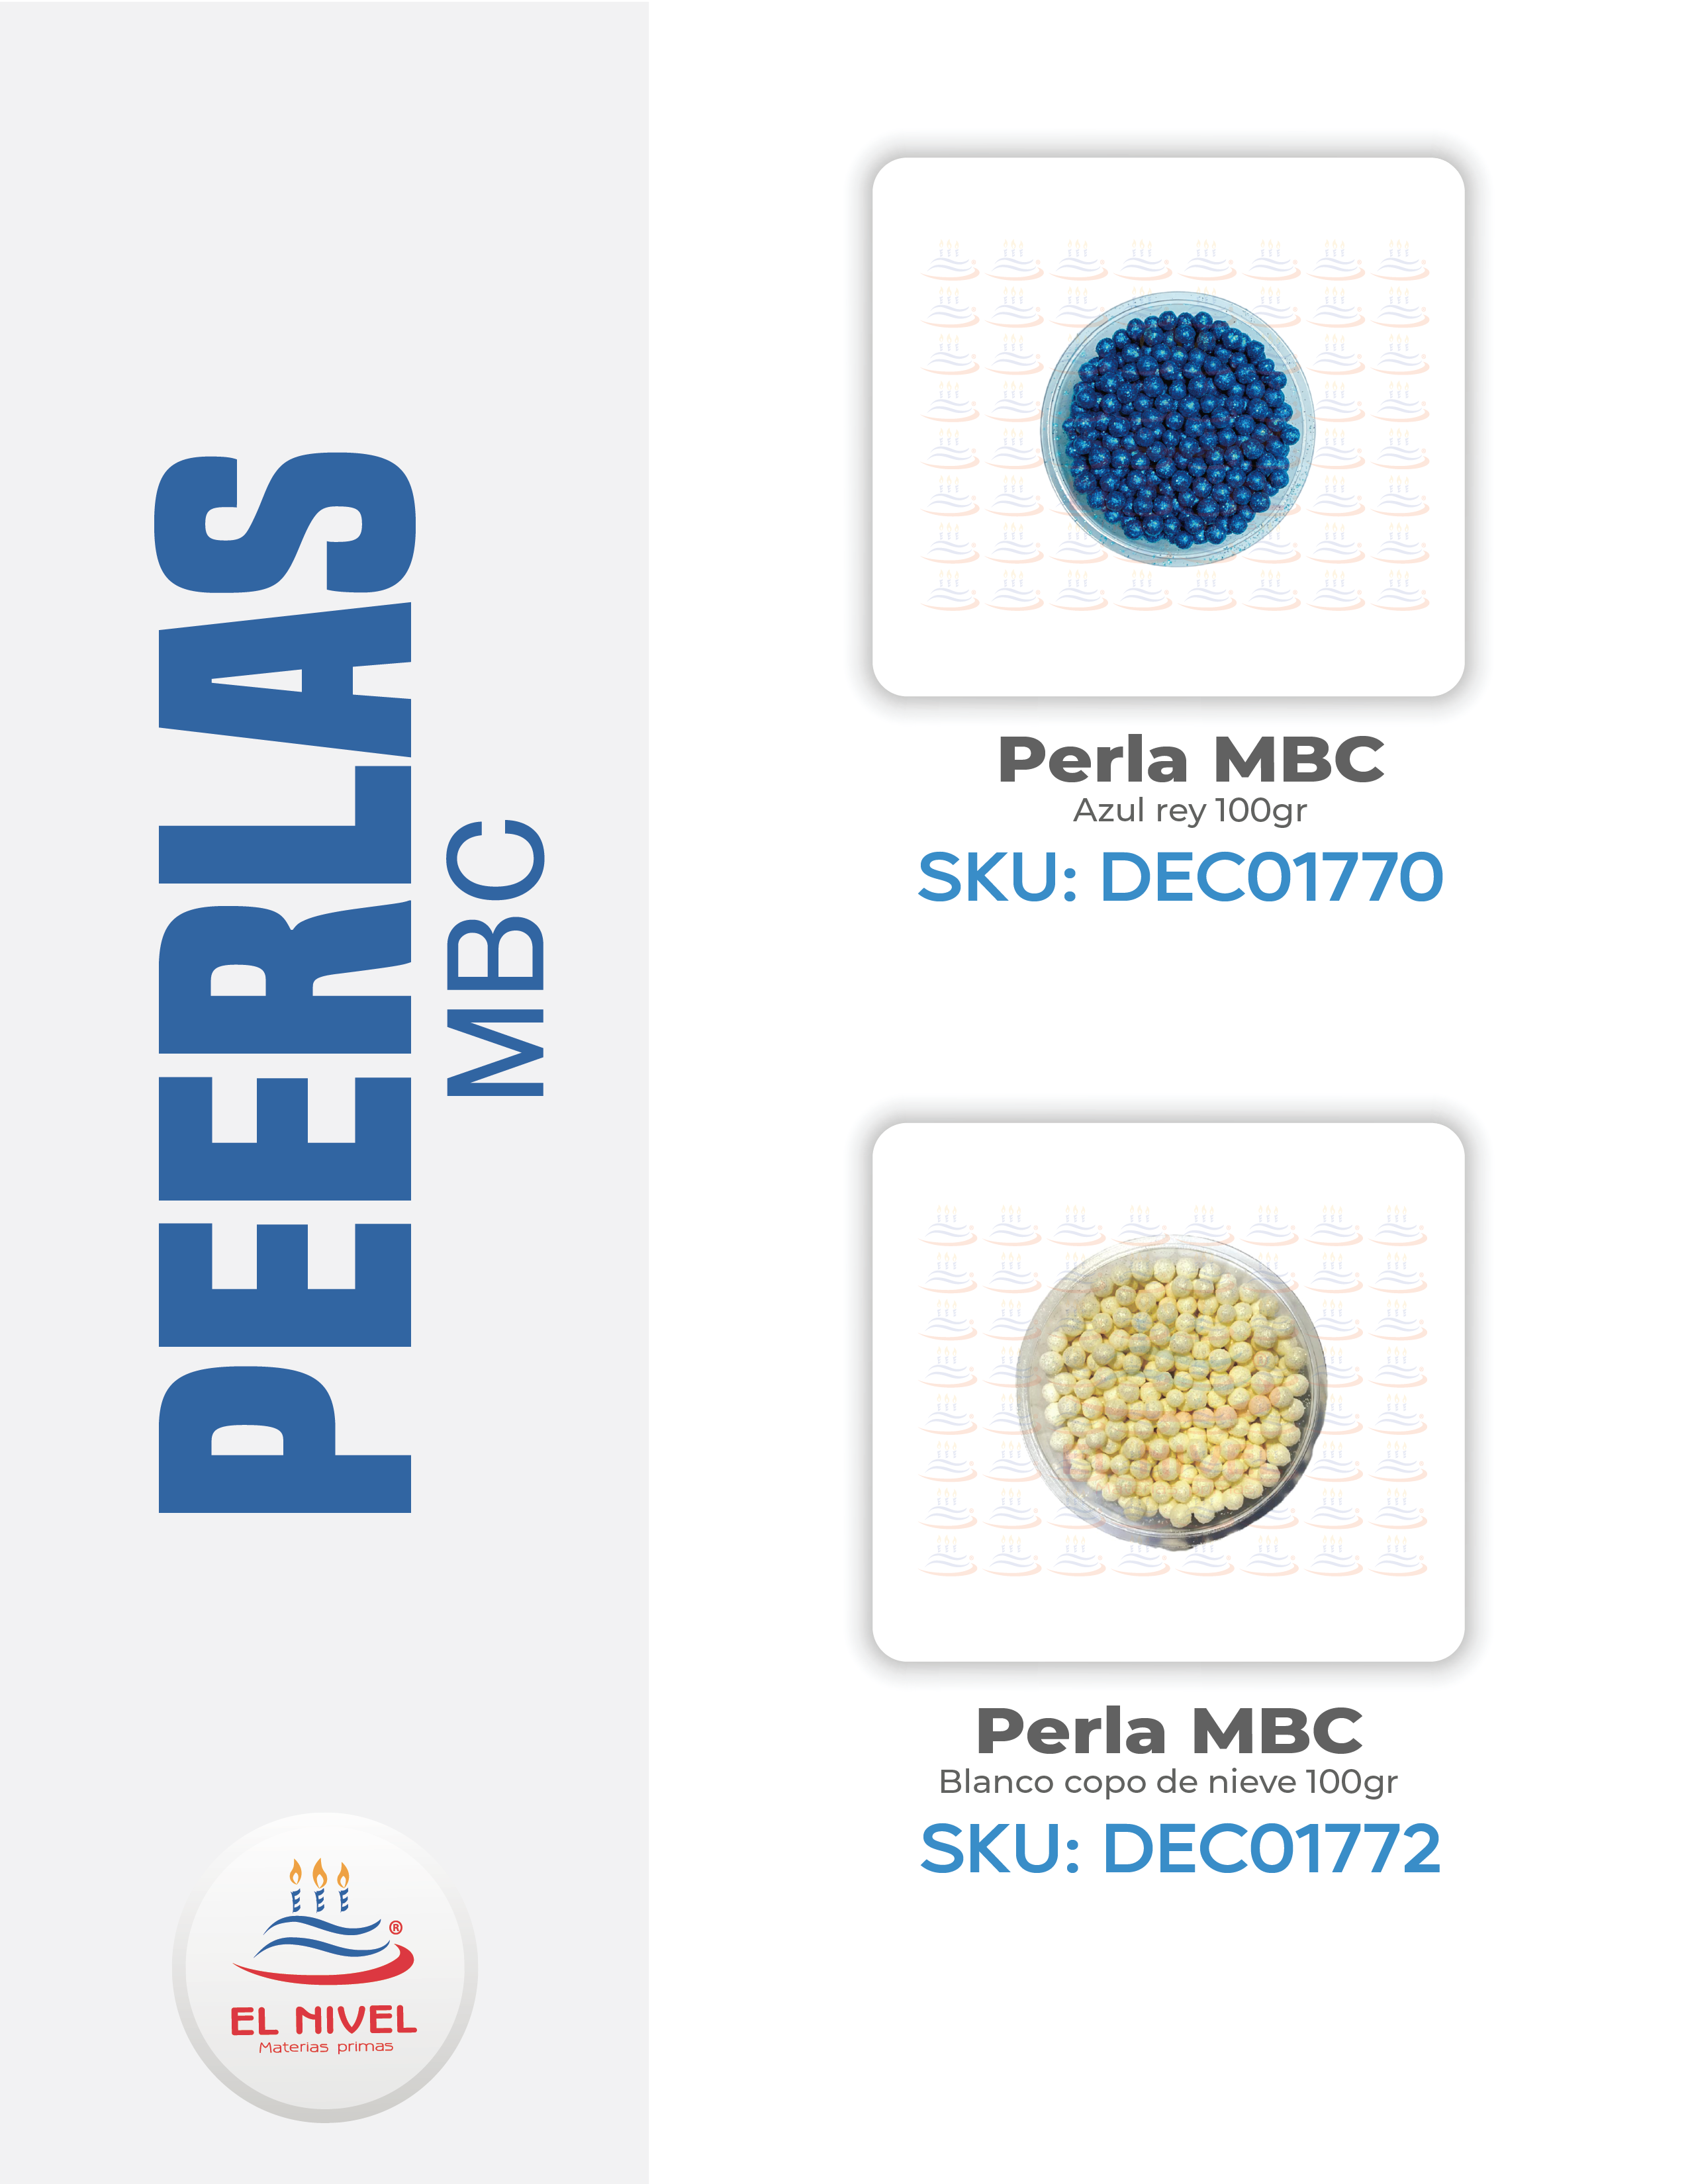 PEERLAS
MBC
Perla MBC
Azul rey 100gr
SKU: DEC01770
Perla MBC
Blanco copo de nieve 100gr
SKU: DEC01772
®
EL NIVEL
Materias primas